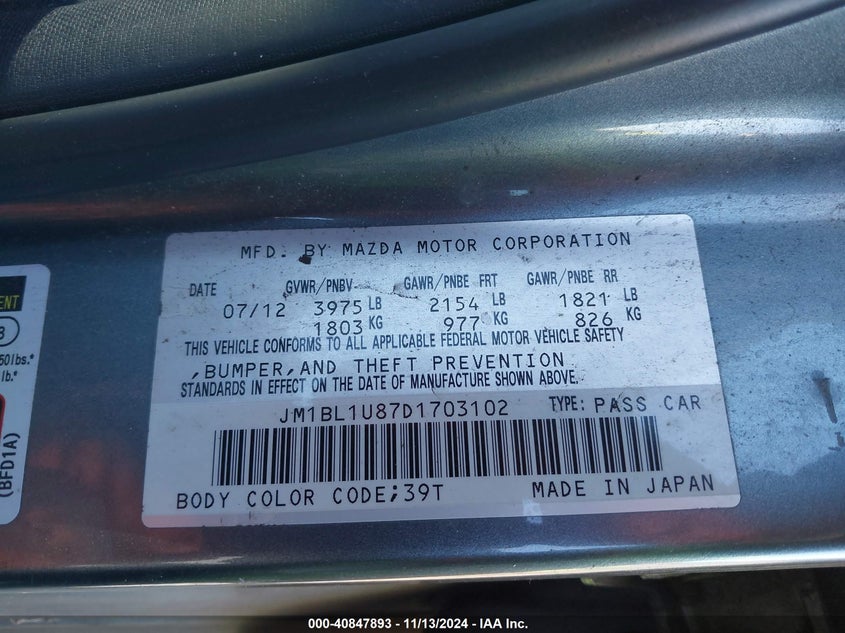 MFD. BY MAZDA MOTOR CORPORATION
DATE GVWR/PNBV GAWR/PNBE FRT GAWR/PNBE RR
07/12 3975 LB 2154 LB 1821 LB
1803 KG 977 KG 826 KG
THIS VEHICLE CONFORMS TO ALL APPLICABLE FEDERAL MOTOR VEHICLE SAFETY
,BUMPER,AND THEFT PREVENTION
STANDARDS IN EFFECT ON THE DATE OF MANUFACTURE SHOWN ABOVE.
JM1BL1U87D1703102 TYPE: PASS CAR
BODY COLOR CODE;39T MADE IN JAPAN
50lbs.*
lb.*
(BFD1A)
000-40847893 - 11/13/2024 - IAA Inc.